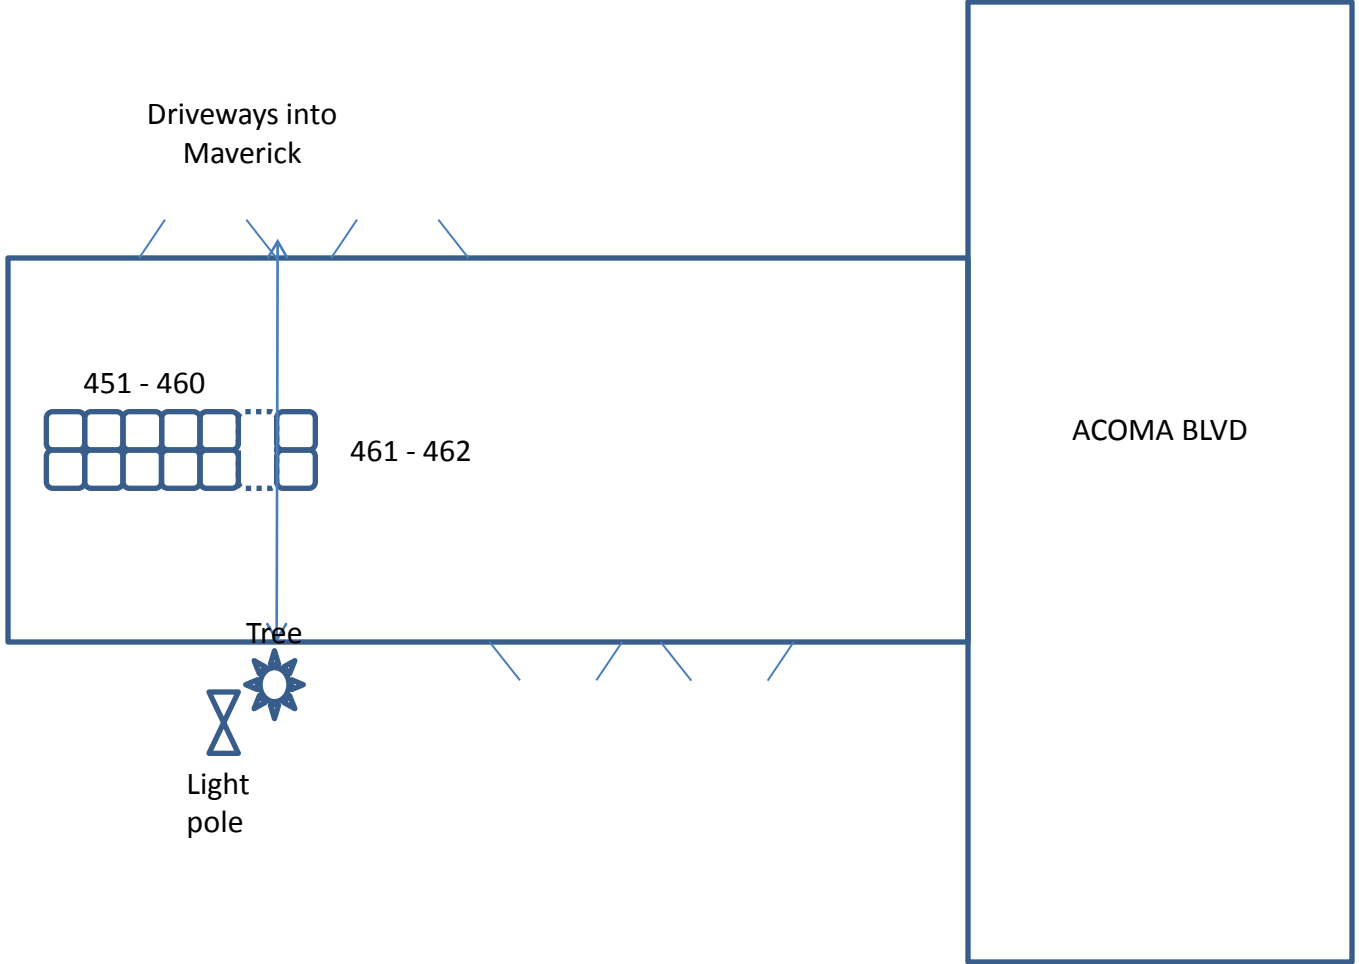 Driveways into
Maverick
451 - 460
461 - 462
ACOMA BLVD
Tree
Light
pole